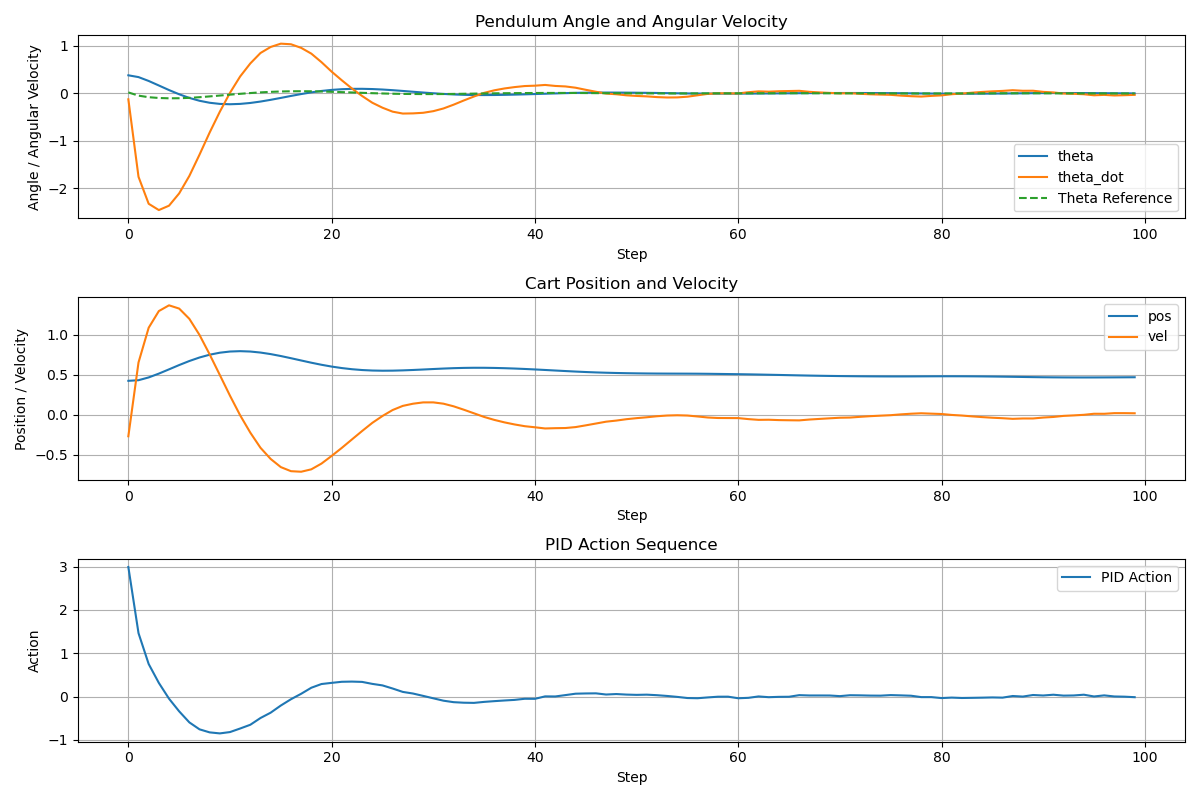 Pendulum Angle and Angular Velocity
Angle / Angular Velocity
1
0
−1
−2
theta
theta_dot
Theta Reference
0 20 40 60 80 100
Step
Cart Position and Velocity
Position / Velocity
1.0
0.5
0.0
−0.5
pos
vel
0 20 40 60 80 100
Step
PID Action Sequence
Action
3
2
1
0
−1
PID Action
0 20 40 60 80 100
Step